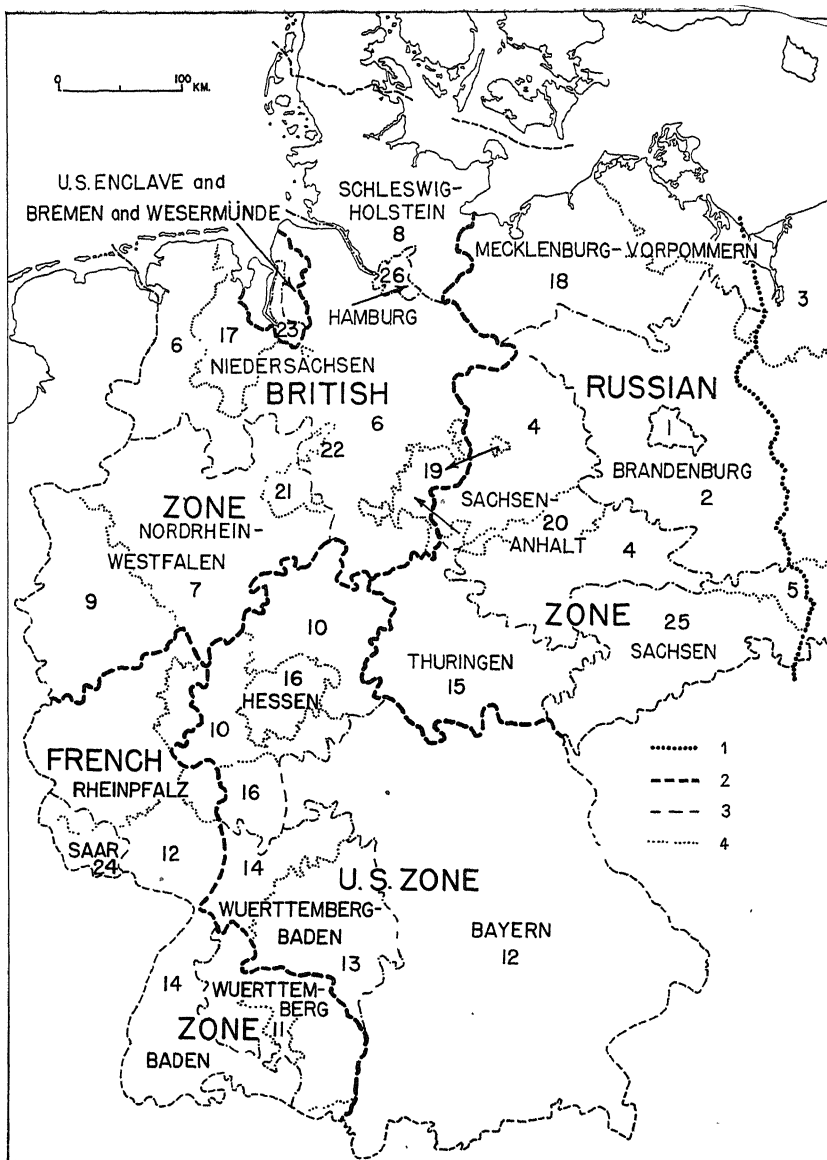 0 100 KM.
U.S. ENCLAVE and
BREMEN and WESERMÜNDE
SCHLESWIG-
HOLSTEIN
8
MECKLENBURG-VORPOMMERN
18
3
26
HAMBURG
6
17
23
NIEDERSACHSEN
BRITISH
6
RUSSIAN
4
1
22
19
BRANDENBURG
2
21
ZONE
SACHSEN-
20
ANHALT
4
NORDRHEIN-
WESTFALEN
7
9
5
10
ZONE
25
SACHSEN
THURINGEN
15
16
HESSEN
10
FRENCH
RHEINPFALZ
16
1
2
3
4
SAAR
24
12
14
U.S. ZONE
WUERTTEMBERG-
BADEN
13
BAYERN
12
14
WUERTTEM-
BERG
ZONE
11
BADEN